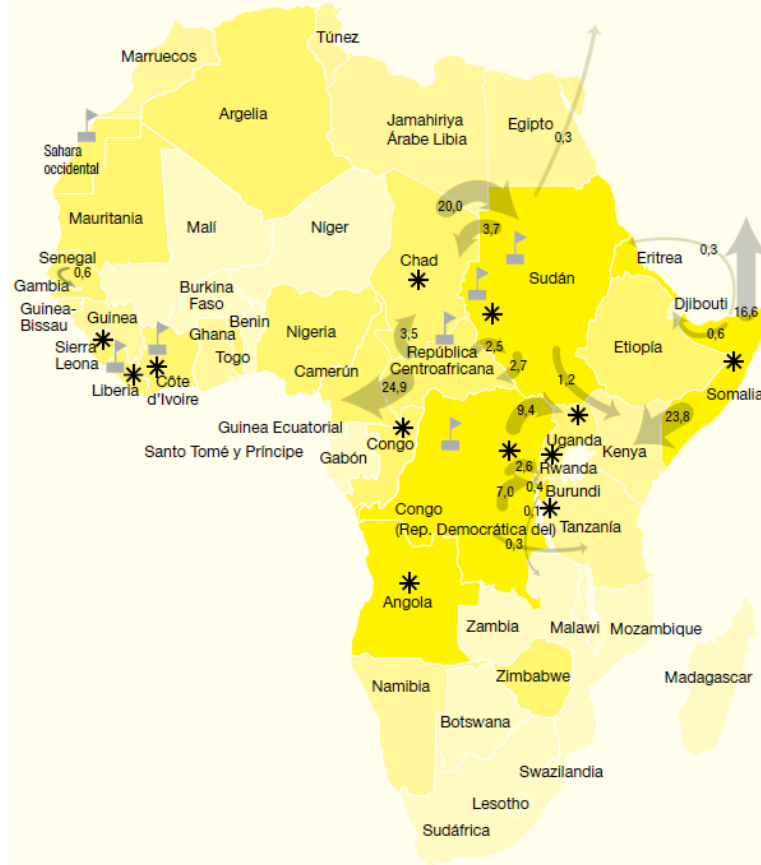 Túnez
Marruecos
Argelia
Jamahiriya
Árabe Libia
Egipto
0,3
Sahara
occidental
Mauritania
Malí
Níger
20,0
3,7
Chad
Sudán
Eritrea
0,3
Senegal
0,6
Gambia
Guinea-
Bissau
Guinea
Burkina
Faso
Benin
Ghana
Togo
Nigeria
Camerún
Djibouti
16,6
0,6
Etiopía
Sierra
Leona
Liberia
Côte
d'Ivoire
3,5
República
Centroafricana
2,5
2,7
1,2
Somalia
24,9
9,4
23,8
Guinea Ecuatorial
Santo Tomé y Príncipe
Gabón
Congo
Uganda
Kenya
Rwanda
2,6
0,4
7,0
Burundi
0,1
Congo
(Rep. Democrática del)
Tanzanía
0,3
Angola
Zambia
Malawi
Mozambique
Zimbabwe
Madagascar
Namibia
Botswana
Swazilandia
Lesotho
Sudáfrica